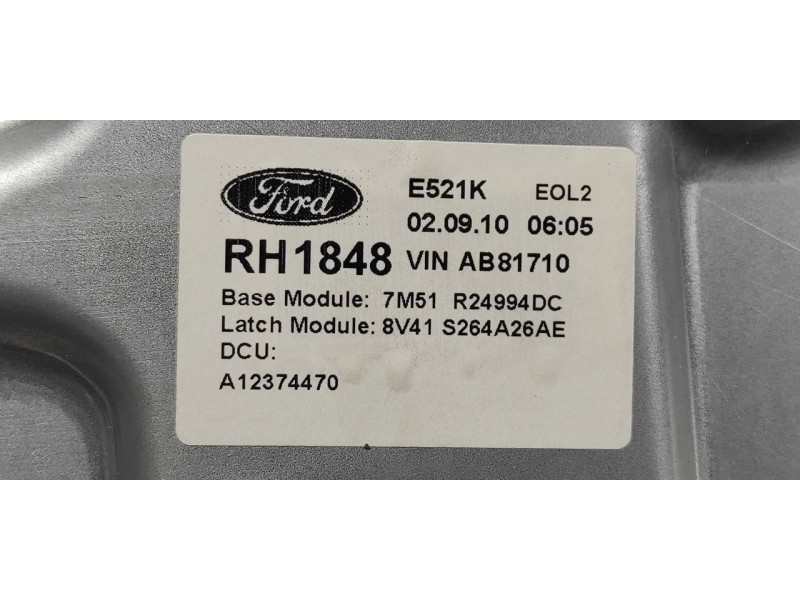 Ford E521K EOL2
02.09.10 06:05
RH1848 VIN AB81710
Base Module: 7M51 R24994DC
Latch Module: 8V41 S264A26AE
DCU:
A12374470